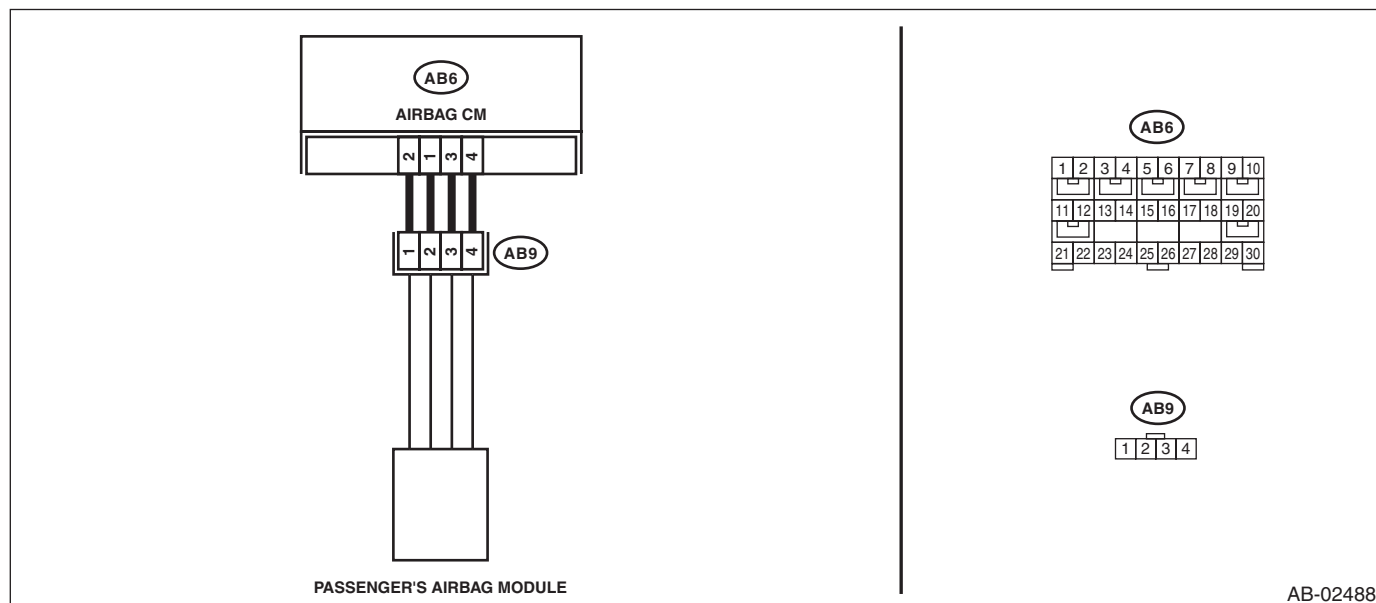 AB6
AIRBAG CM
2 1 3 4
1 2 3 4
AB9
PASSENGER'S AIRBAG MODULE
AB6
1 2 3 4 5 6 7 8 9 10
11 12 13 14 15 16 17 18 19 20
21 22 23 24 25 26 27 28 29 30
AB9
1 2 3 4
AB-02488